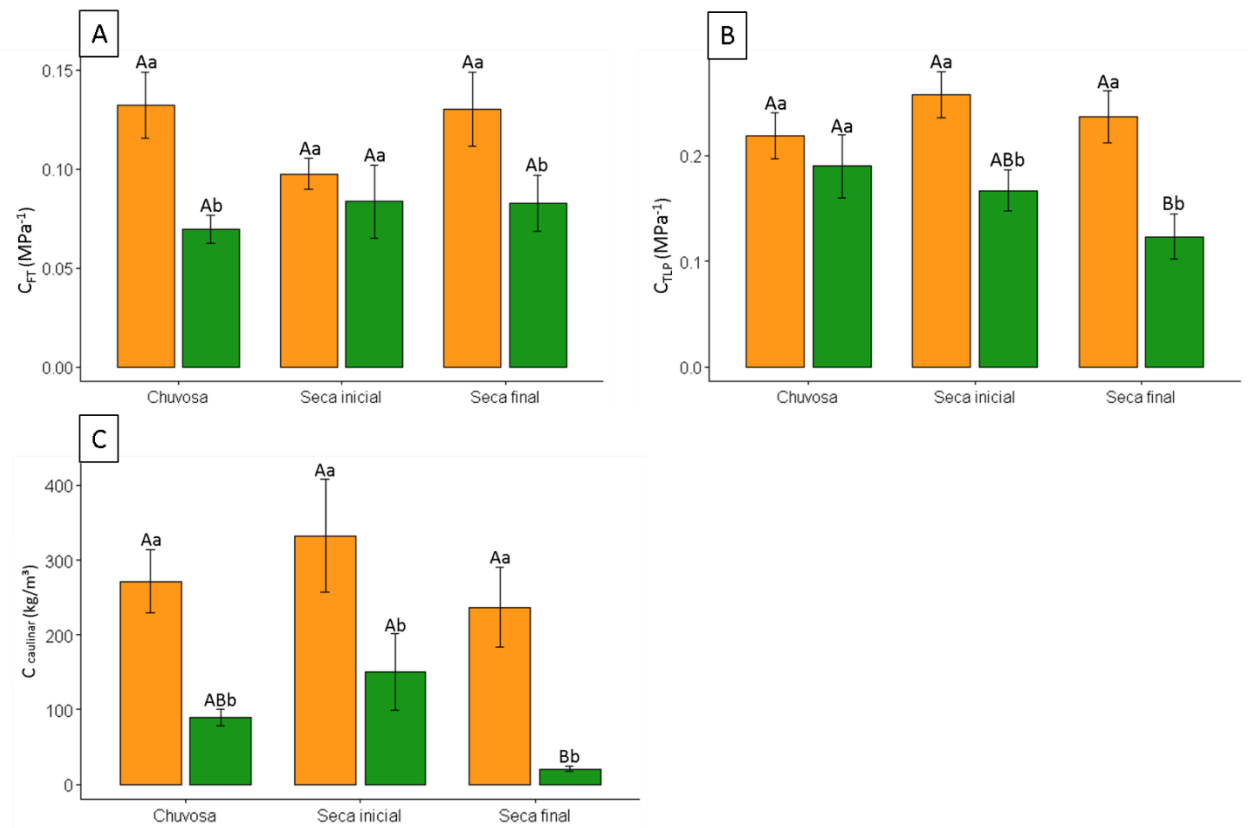 A
C_FT (MPa⁻¹)
0.15
0.10
0.05
0.00
Aa
Ab
Aa
Aa
Aa
Ab
Chuvosa
Seca inicial
Seca final
B
C_TLP (MPa⁻¹)
0.2
0.1
0.0
Aa
Aa
Aa
ABb
Aa
Bb
Chuvosa
Seca inicial
Seca final
C
C caulinar (kg/m³)
400
300
200
100
0
Aa
ABb
Aa
Ab
Aa
Bb
Chuvosa
Seca inicial
Seca final